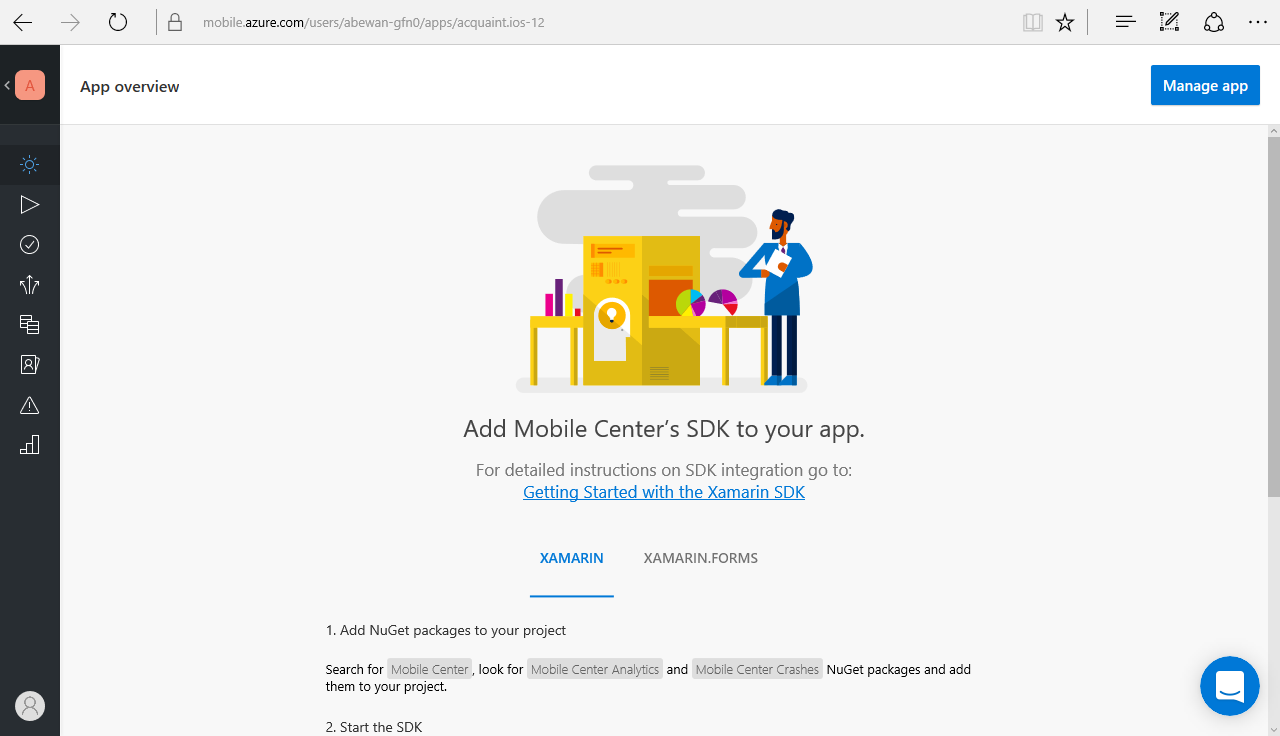 mobile.azure.com/users/abewan-gfn0/apps/acquaint.ios-12
A
App overview
Manage app
Add Mobile Center’s SDK to your app.
For detailed instructions on SDK integration go to:
Getting Started with the Xamarin SDK
XAMARIN
XAMARIN.FORMS
1. Add NuGet packages to your project
Search for Mobile Center, look for Mobile Center Analytics and Mobile Center Crashes NuGet packages and add
them to your project.
2. Start the SDK